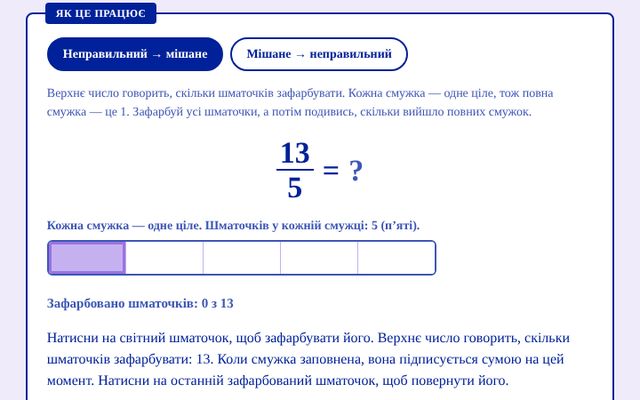 ЯК ЦЕ ПРАЦЮЄ
Неправильний → мішане
Мішане → неправильний
Верхнє число говорить, скільки шматочків зафарбувати. Кожна смужка — одне ціле, тож повна
смужка — це 1. Зафарбуй усі шматочки, а потім подивись, скільки вийшло повних смужок.
13
5
= ?
Кожна смужка — одне ціле. Шматочків у кожній смужці: 5 (п’яті).
Зафарбовано шматочків: 0 з 13
Натисни на світний шматочок, щоб зафарбувати його. Верхнє число говорить, скільки
шматочків зафарбувати: 13. Коли смужка заповнена, вона підписується сумою на цей
момент. Натисни на останній зафарбований шматочок, щоб повернути його.